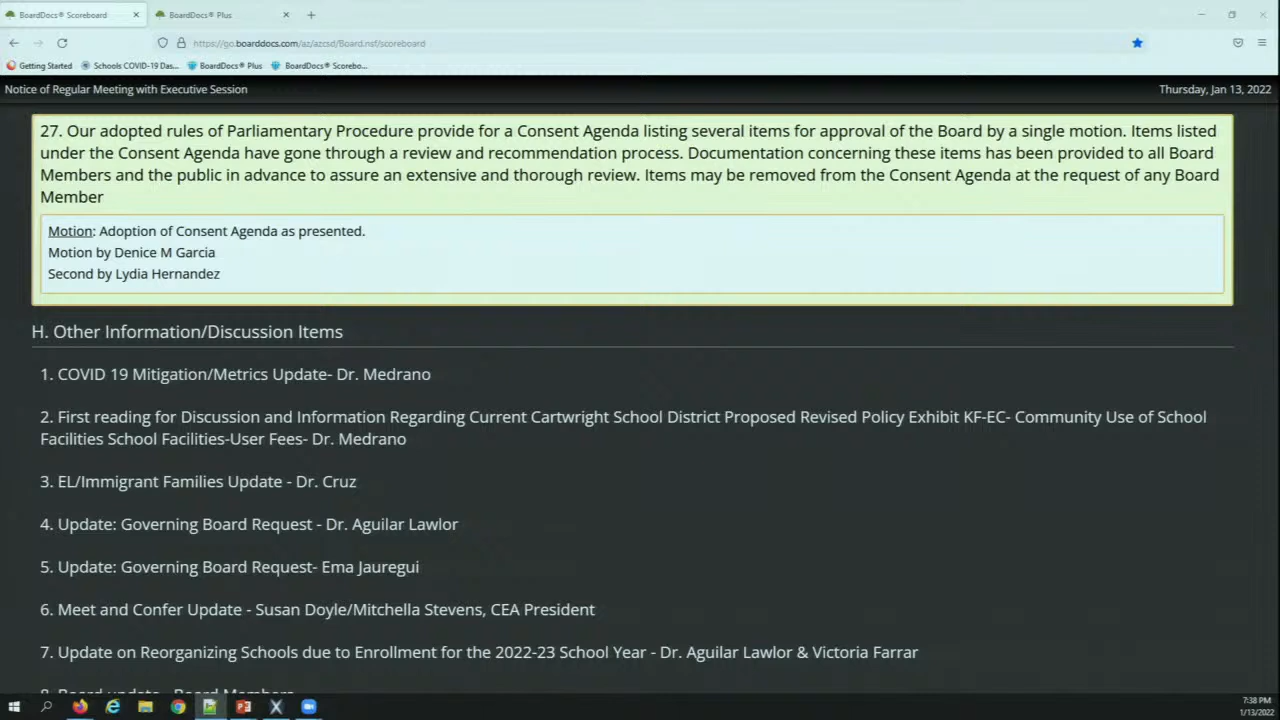 BoardDocs® Scoreboard
BoardDocs® Plus
https://go.boarddocs.com/az/azcsd/Board.nsf/scoreboard
Getting Started
Schools COVID-19 Das...
BoardDocs® Plus
BoardDocs® Scorebo...
Notice of Regular Meeting with Executive Session
Thursday, Jan 13, 2022
27. Our adopted rules of Parliamentary Procedure provide for a Consent Agenda listing several items for approval of the Board by a single motion. Items listed
under the Consent Agenda have gone through a review and recommendation process. Documentation concerning these items has been provided to all Board
Members and the public in advance to assure an extensive and thorough review. Items may be removed from the Consent Agenda at the request of any Board
Member
Motion: Adoption of Consent Agenda as presented.
Motion by Denice M Garcia
Second by Lydia Hernandez
H. Other Information/Discussion Items
1. COVID 19 Mitigation/Metrics Update- Dr. Medrano
2. First reading for Discussion and Information Regarding Current Cartwright School District Proposed Revised Policy Exhibit KF-EC- Community Use of School
Facilities School Facilities-User Fees- Dr. Medrano
3. EL/Immigrant Families Update - Dr. Cruz
4. Update: Governing Board Request - Dr. Aguilar Lawlor
5. Update: Governing Board Request- Ema Jauregui
6. Meet and Confer Update - Susan Doyle/Mitchella Stevens, CEA President
7. Update on Reorganizing Schools due to Enrollment for the 2022-23 School Year - Dr. Aguilar Lawlor & Victoria Farrar
8. Board update - Board Members
7:38 PM
1/13/2022